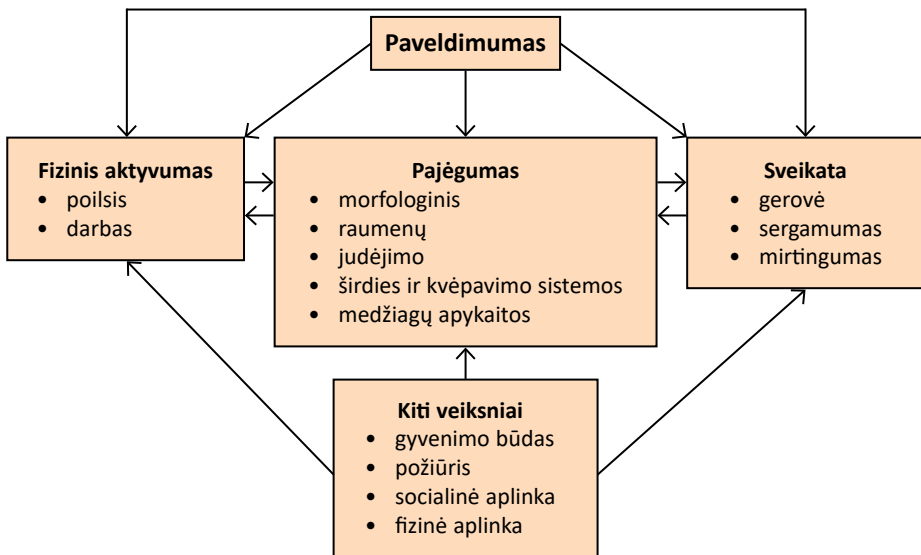 Paveldimumas
Fizinis aktyvumas
• poilsis
• darbas
Pajėgumas
• morfologinis
• raumenų
• judėjimo
• širdies ir kvėpavimo sistemos
• medžiagų apykaitos
Sveikata
• gerovė
• sergamumas
• mirtingumas
Kiti veiksniai
• gyvenimo būdas
• požiūris
• socialinė aplinka
• fizinė aplinka